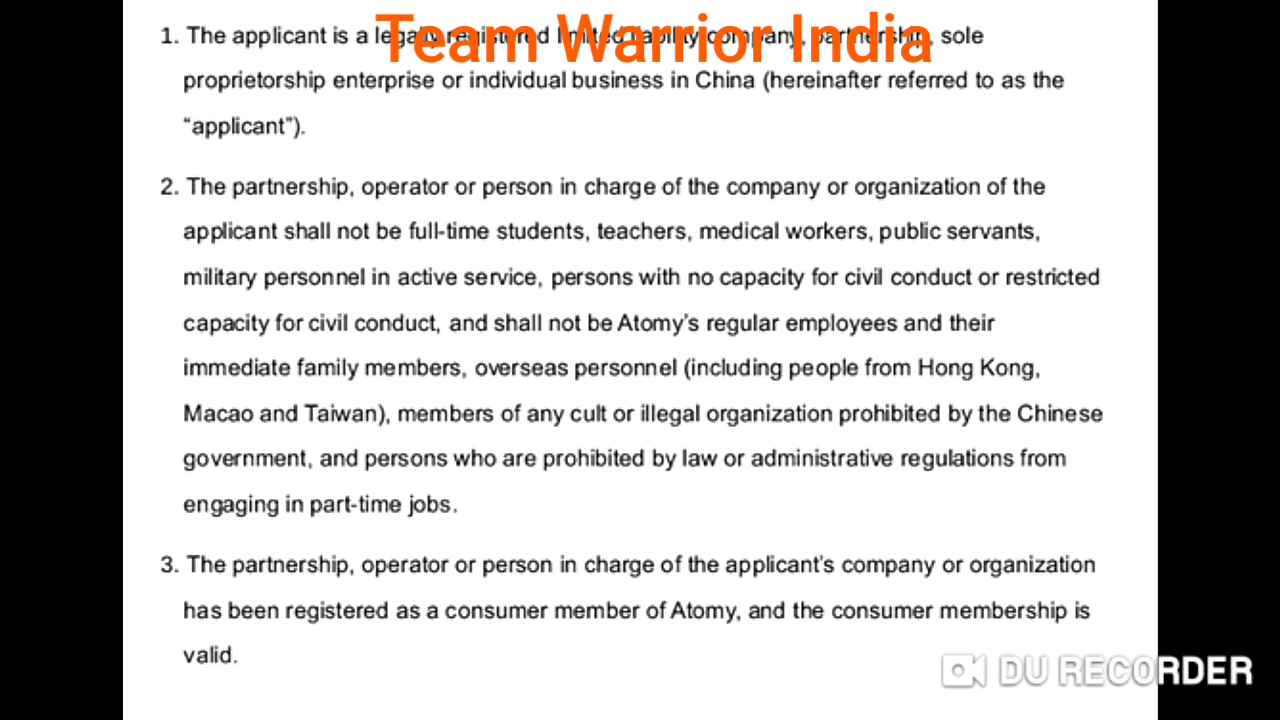 Team Warrior India
1. The applicant is a legally registered limited liability company, partnership, sole
proprietorship enterprise or individual business in China (hereinafter referred to as the
“applicant”).
2. The partnership, operator or person in charge of the company or organization of the
applicant shall not be full-time students, teachers, medical workers, public servants,
military personnel in active service, persons with no capacity for civil conduct or restricted
capacity for civil conduct, and shall not be Atomy’s regular employees and their
immediate family members, overseas personnel (including people from Hong Kong,
Macao and Taiwan), members of any cult or illegal organization prohibited by the Chinese
government, and persons who are prohibited by law or administrative regulations from
engaging in part-time jobs.
3. The partnership, operator or person in charge of the applicant’s company or organization
has been registered as a consumer member of Atomy, and the consumer membership is
valid.
DU RECORDER